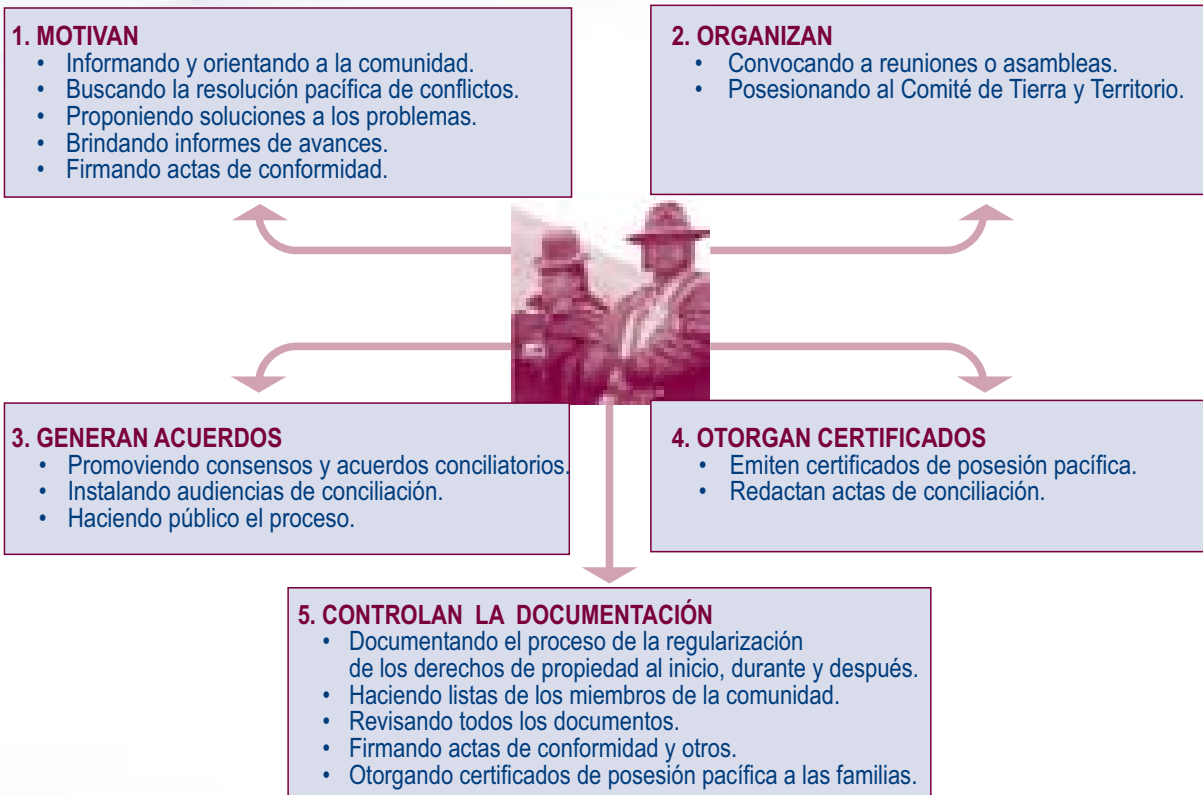 1. MOTIVAN
• Informando y orientando a la comunidad.
• Buscando la resolución pacífica de conflictos.
• Proponiendo soluciones a los problemas.
• Brindando informes de avances.
• Firmando actas de conformidad.
2. ORGANIZAN
• Convocando a reuniones o asambleas.
• Posesionando al Comité de Tierra y Territorio.
3. GENERAN ACUERDOS
• Promoviendo consensos y acuerdos conciliatorios.
• Instalando audiencias de conciliación.
• Haciendo público el proceso.
4. OTORGAN CERTIFICADOS
• Emiten certificados de posesión pacífica.
• Redactan actas de conciliación.
5. CONTROLAN LA DOCUMENTACIÓN
• Documentando el proceso de la regularización
de los derechos de propiedad al inicio, durante y después.
• Haciendo listas de los miembros de la comunidad.
• Revisando todos los documentos.
• Firmando actas de conformidad y otros.
• Otorgando certificados de posesión pacífica a las familias.